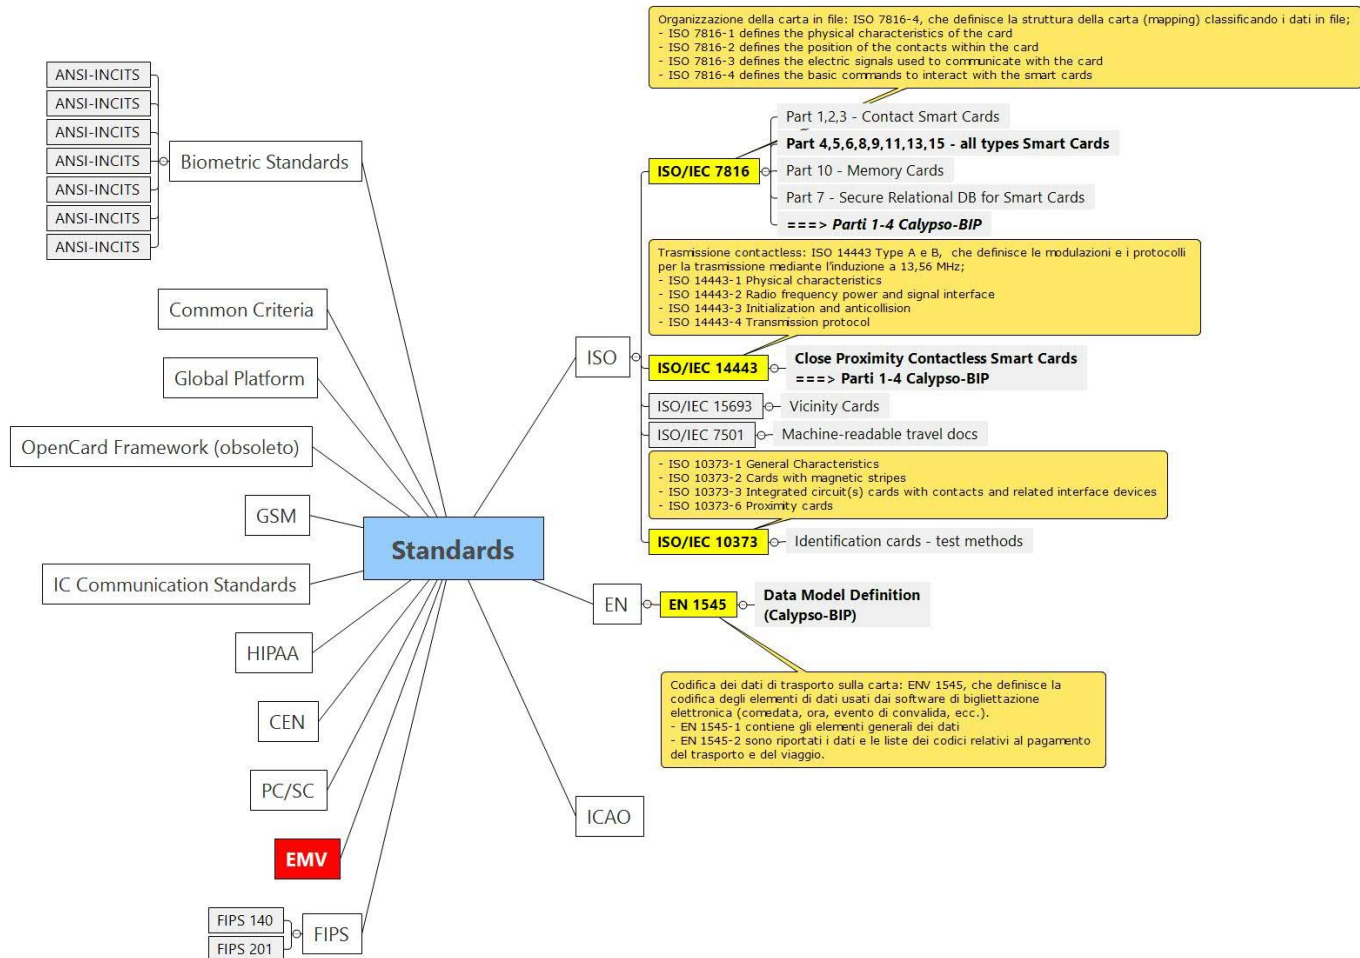 Organizzazione della carta in file: ISO 7816-4, che definisce la struttura della carta (mapping) classificando i dati in file;
- ISO 7816-1 defines the physical characteristics of the card
- ISO 7816-2 defines the position of the contacts within the card
- ISO 7816-3 defines the electric signals used to communicate with the card
- ISO 7816-4 defines the basic commands to interact with the smart cards
ANSI-INCITS
ANSI-INCITS
ANSI-INCITS
ANSI-INCITS
ANSI-INCITS
ANSI-INCITS
ANSI-INCITS
Biometric Standards
Common Criteria
Global Platform
OpenCard Framework (obsoleto)
GSM
IC Communication Standards
HIPAA
CEN
PC/SC
EMV
FIPS 140
FIPS 201
FIPS
Standards
ISO
ISO/IEC 7816
Part 1,2,3 - Contact Smart Cards
Part 4,5,6,8,9,11,13,15 - all types Smart Cards
Part 10 - Memory Cards
Part 7 - Secure Relational DB for Smart Cards
===> Parti 1-4 Calypso-BIP
Trasmissione contactless: ISO 14443 Type A e B,  che definisce le modulazioni e i protocolli
per la trasmissione mediante l'induzione a 13,56 MHz;
- ISO 14443-1 Physical characteristics
- ISO 14443-2 Radio frequency power and signal interface
- ISO 14443-3 Initialization and anticollision
- ISO 14443-4 Transmission protocol
ISO/IEC 14443
Close Proximity Contactless Smart Cards
===> Parti 1-4 Calypso-BIP
ISO/IEC 15693
Vicinity Cards
ISO/IEC 7501
Machine-readable travel docs
- ISO 10373-1 General Characteristics
- ISO 10373-2 Cards with magnetic stripes
- ISO 10373-3 Integrated circuit(s) cards with contacts and related interface devices
- ISO 10373-6 Proximity cards
ISO/IEC 10373
Identification cards - test methods
EN
EN 1545
Data Model Definition
(Calypso-BIP)
Codifica dei dati di trasporto sulla carta: ENV 1545, che definisce la
codifica degli elementi di dati usati dai software di bigliettazione
elettronica (comedata, ora, evento di convalida, ecc.).
- EN 1545-1 contiene gli elementi generali dei dati
- EN 1545-2 sono riportati i dati e le liste dei codici relativi al pagamento
del trasporto e del viaggio.
ICAO